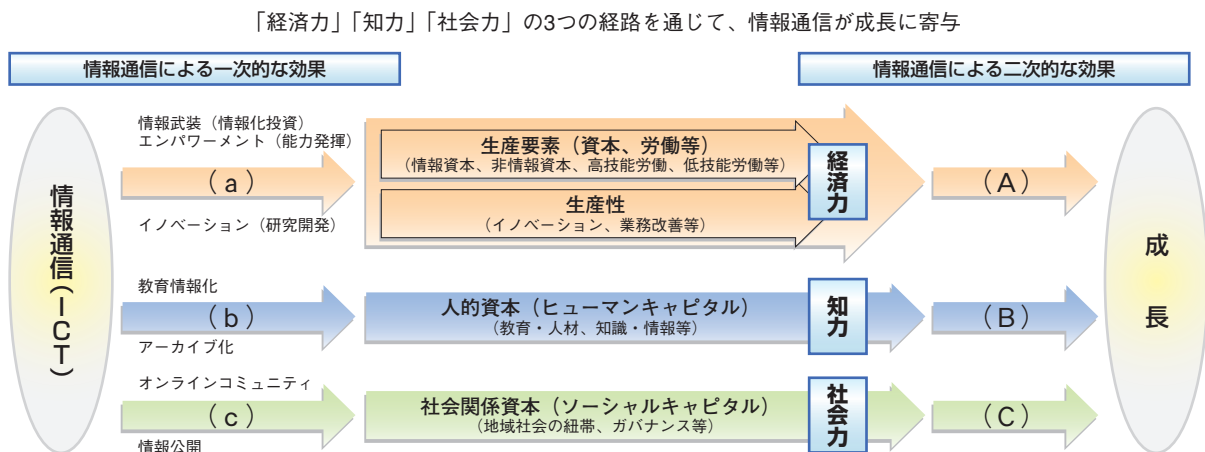 「経済力」「知力」「社会力」の3つの経路を通じて、情報通信が成長に寄与
情報通信による一次的な効果
情報通信による二次的な効果
情報通信(ICT)
情報武装(情報化投資)
エンパワーメント(能力発揮)
(a)
イノベーション(研究開発)
生産要素(資本、労働等)
(情報資本、非情報資本、高技能労働、低技能労働等)
生産性
(イノベーション、業務改善等)
経済力
(A)
教育情報化
(b)
アーカイブ化
人的資本(ヒューマンキャピタル)
(教育・人材、知識・情報等)
知力
(B)
オンラインコミュニティ
(c)
情報公開
社会関係資本(ソーシャルキャピタル)
(地域社会の紐帯、ガバナンス等)
社会力
(C)
成長